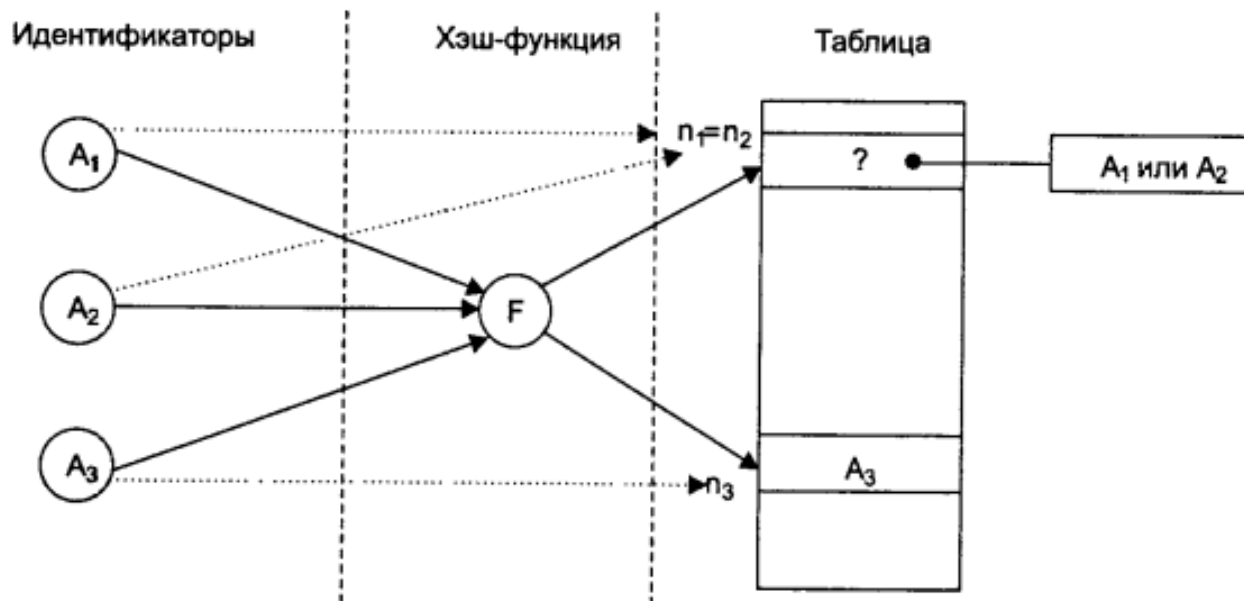 Идентификаторы
Хэш-функция
Таблица
A₁
n₁=n₂
?
A₁ или A₂
A₂
F
A₃
n₃
A₃